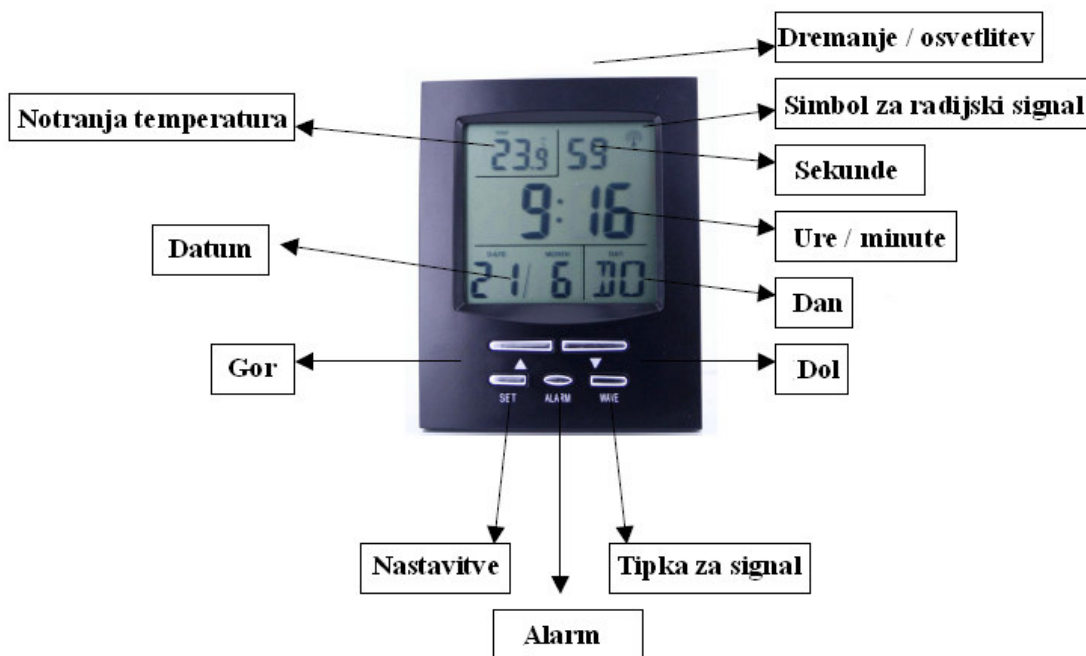 Dremanje / osvetlitev
Notranja temperatura
Simbol za radijski signal
23.9
59
Sekunde
9:16
Ure / minute
Datum
DATE
MONTH
DAY
21/ 6
DO
Dan
Gor
Dol
SET
ALARM
WAVE
Nastavitve
Tipka za signal
Alarm